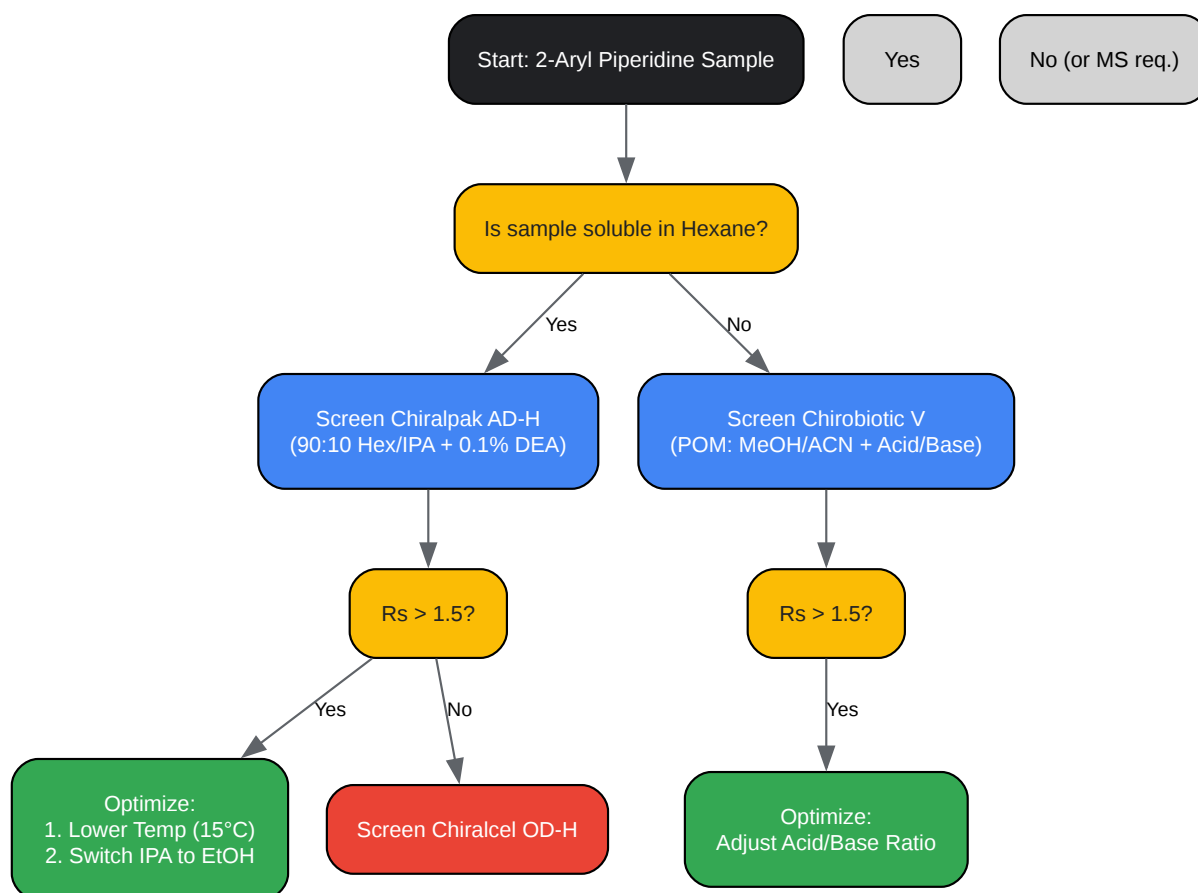 Start: 2-Aryl Piperidine Sample
Yes
No (or MS req.)
Is sample soluble in Hexane?
Yes
No
Screen Chiralpak AD-H
(90:10 Hex/IPA + 0.1% DEA)
Screen Chirobiotic V
(POM: MeOH/ACN + Acid/Base)
Rs > 1.5?
Rs > 1.5?
Yes
No
Yes
Optimize:
1. Lower Temp (15°C)
2. Switch IPA to EtOH
Screen Chiralcel OD-H
Optimize:
Adjust Acid/Base Ratio